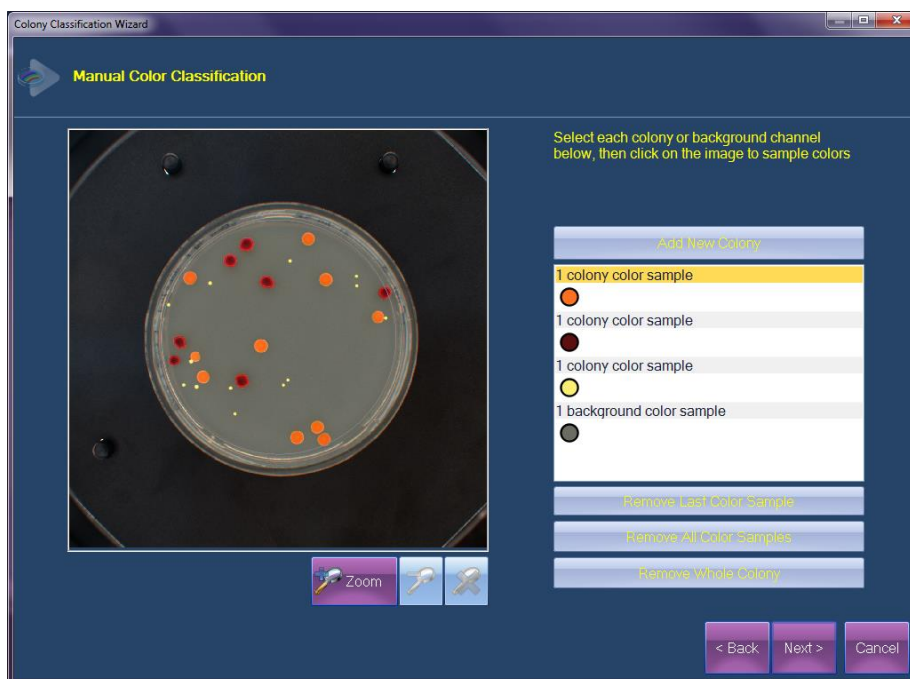 Colony Classification Wizard
Manual Color Classification
Select each colony or background channel
below, then click on the image to sample colors
Add New Colony
1 colony color sample
1 colony color sample
1 colony color sample
1 background color sample
Remove Last Color Sample
Remove All Color Samples
Remove Whole Colony
Zoom
< Back
Next >
Cancel